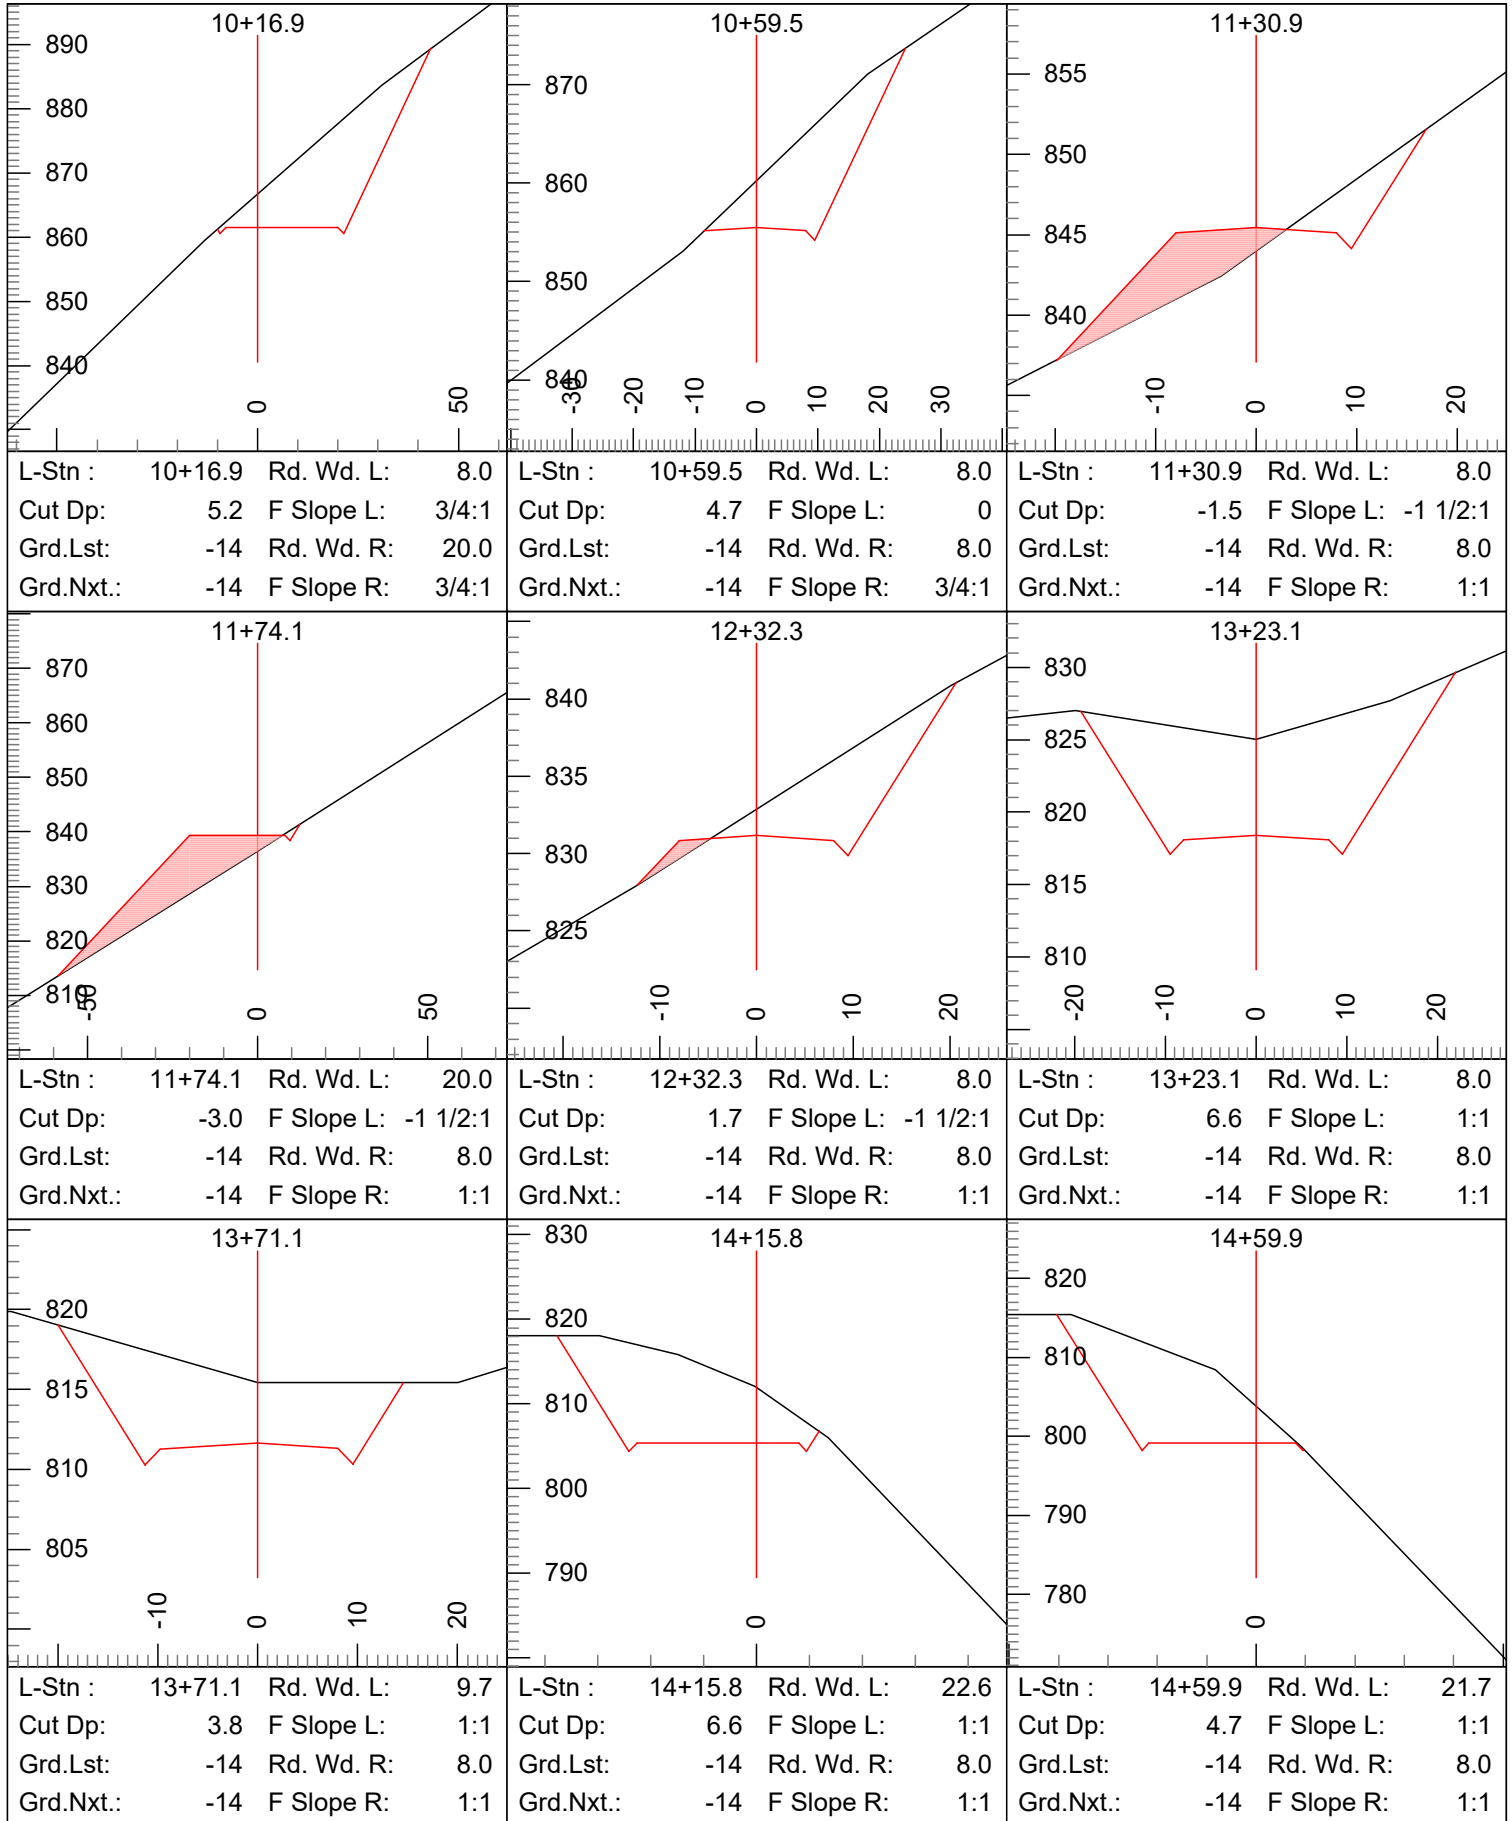 10+16.9
890
880
870
860
850
840
0
50
L-Stn : 10+16.9 Rd. Wd. L: 8.0
Cut Dp: 5.2 F Slope L: 3/4:1
Grd.Lst: -14 Rd. Wd. R: 20.0
Grd.Nxt.: -14 F Slope R: 3/4:1
10+59.5
870
860
850
840
-30
-20
-10
0
10
20
30
L-Stn : 10+59.5 Rd. Wd. L: 8.0
Cut Dp: 4.7 F Slope L: 0
Grd.Lst: -14 Rd. Wd. R: 8.0
Grd.Nxt.: -14 F Slope R: 3/4:1
11+30.9
855
850
845
840
-10
0
10
20
L-Stn : 11+30.9 Rd. Wd. L: 8.0
Cut Dp: -1.5 F Slope L: -1 1/2:1
Grd.Lst: -14 Rd. Wd. R: 8.0
Grd.Nxt.: -14 F Slope R: 1:1
11+74.1
870
860
850
840
830
820
810
-50
0
50
L-Stn : 11+74.1 Rd. Wd. L: 20.0
Cut Dp: -3.0 F Slope L: -1 1/2:1
Grd.Lst: -14 Rd. Wd. R: 8.0
Grd.Nxt.: -14 F Slope R: 1:1
12+32.3
840
835
830
825
-10
0
10
20
L-Stn : 12+32.3 Rd. Wd. L: 8.0
Cut Dp: 1.7 F Slope L: -1 1/2:1
Grd.Lst: -14 Rd. Wd. R: 8.0
Grd.Nxt.: -14 F Slope R: 1:1
13+23.1
830
825
820
815
810
-20
-10
0
10
20
L-Stn : 13+23.1 Rd. Wd. L: 8.0
Cut Dp: 6.6 F Slope L: 1:1
Grd.Lst: -14 Rd. Wd. R: 8.0
Grd.Nxt.: -14 F Slope R: 1:1
13+71.1
820
815
810
805
-10
0
10
20
L-Stn : 13+71.1 Rd. Wd. L: 9.7
Cut Dp: 3.8 F Slope L: 1:1
Grd.Lst: -14 Rd. Wd. R: 8.0
Grd.Nxt.: -14 F Slope R: 1:1
14+15.8
830
820
810
800
790
0
L-Stn : 14+15.8 Rd. Wd. L: 22.6
Cut Dp: 6.6 F Slope L: 1:1
Grd.Lst: -14 Rd. Wd. R: 8.0
Grd.Nxt.: -14 F Slope R: 1:1
14+59.9
820
810
800
790
780
0
L-Stn : 14+59.9 Rd. Wd. L: 21.7
Cut Dp: 4.7 F Slope L: 1:1
Grd.Lst: -14 Rd. Wd. R: 8.0
Grd.Nxt.: -14 F Slope R: 1:1